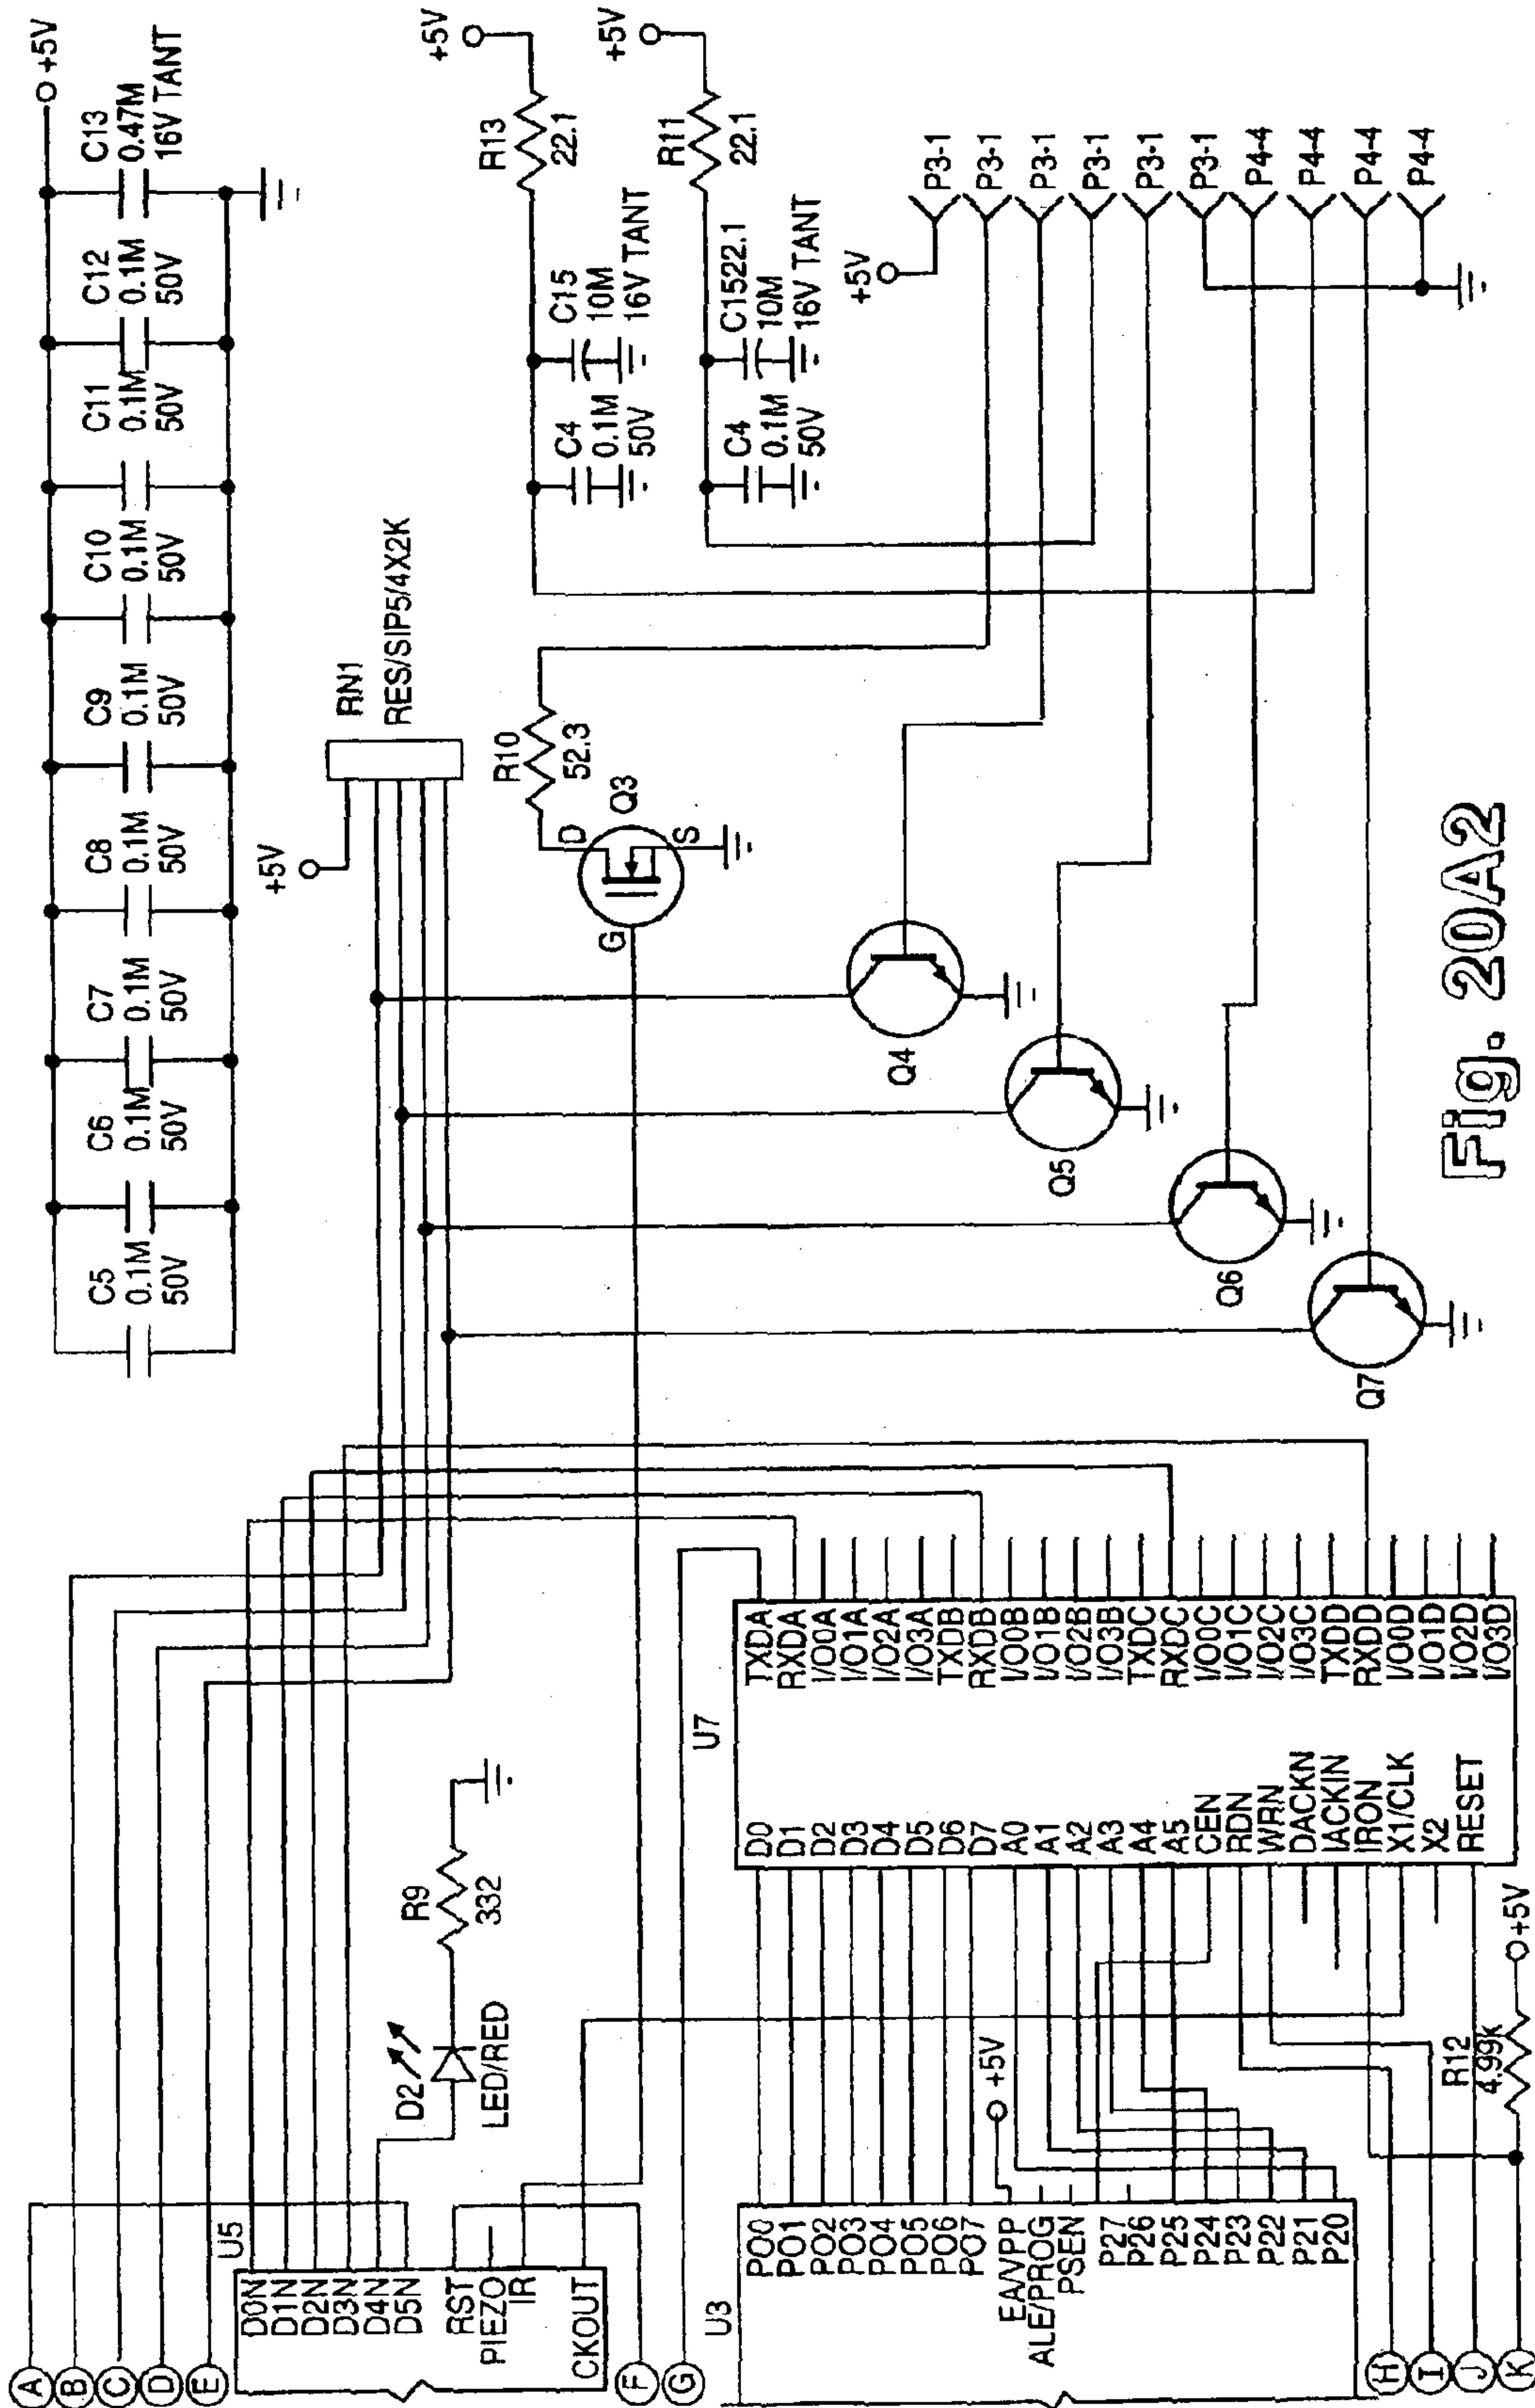 +5V
C5
0.1M
50V
C6
0.1M
50V
C7
0.1M
50V
C8
0.1M
50V
C9
0.1M
50V
C10
0.1M
50V
C11
0.1M
50V
C12
0.1M
50V
C13
0.47M
16V TANT
A
B
C
D
E
U5
D0N
D1N
D2N
D3N
D4N
D5N
RST
PIEZO
IR
CKOUT
D2
LED/RED
R9
332
+5V
RN1
RES/SIP5/4X2K
+5V
R13
22.1
C4
0.1M
50V
C15
10M
16V TANT
+5V
R11
22.1
C4
0.1M
50V
C1522.1
10M
16V TANT
R10
52.3
D
Q3
S
G
F
G
Q4
Q5
Q6
Q7
+5V
P3-1
P3-1
P3-1
P3-1
P3-1
P3-1
P4-4
P4-4
P4-4
P4-4
U3
PO0
PO1
PO2
PO3
PO4
PO5
PO6
PO7
EA/VPP
ALE/PROG
PSEN
P27
P26
P25
P24
P23
P22
P21
P20
+5V
U7
D0
D1
D2
D3
D4
D5
D6
D7
A0
A1
A2
A3
A4
A5
CEN
RDN
WRN
DACKN
IACKIN
IRON
X1/CLK
X2
RESET
TXDA
RXDA
I/O0A
I/O1A
I/O2A
I/O3A
TXDB
RXDB
I/O0B
I/O1B
I/O2B
I/O3B
TXDC
RXDC
I/O0C
I/O1C
I/O2C
I/O3C
TXDD
RXDD
I/O0D
I/O1D
I/O2D
I/O3D
H
I
J
K
R12
4.99K
+5V
Fig. 20A2